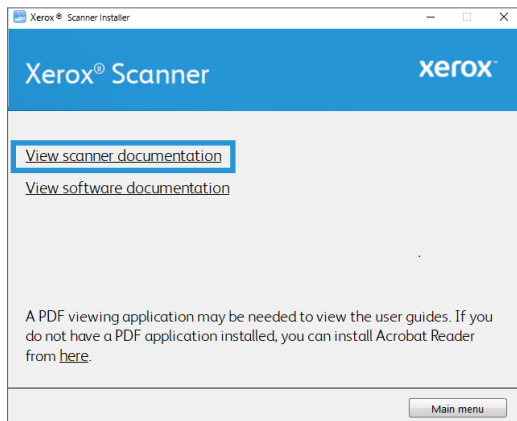 Xerox® Scanner Installer
Xerox® Scanner
xerox™
View scanner documentation
View software documentation
A PDF viewing application may be needed to view the user guides. If you
do not have a PDF application installed, you can install Acrobat Reader
from here.
Main menu